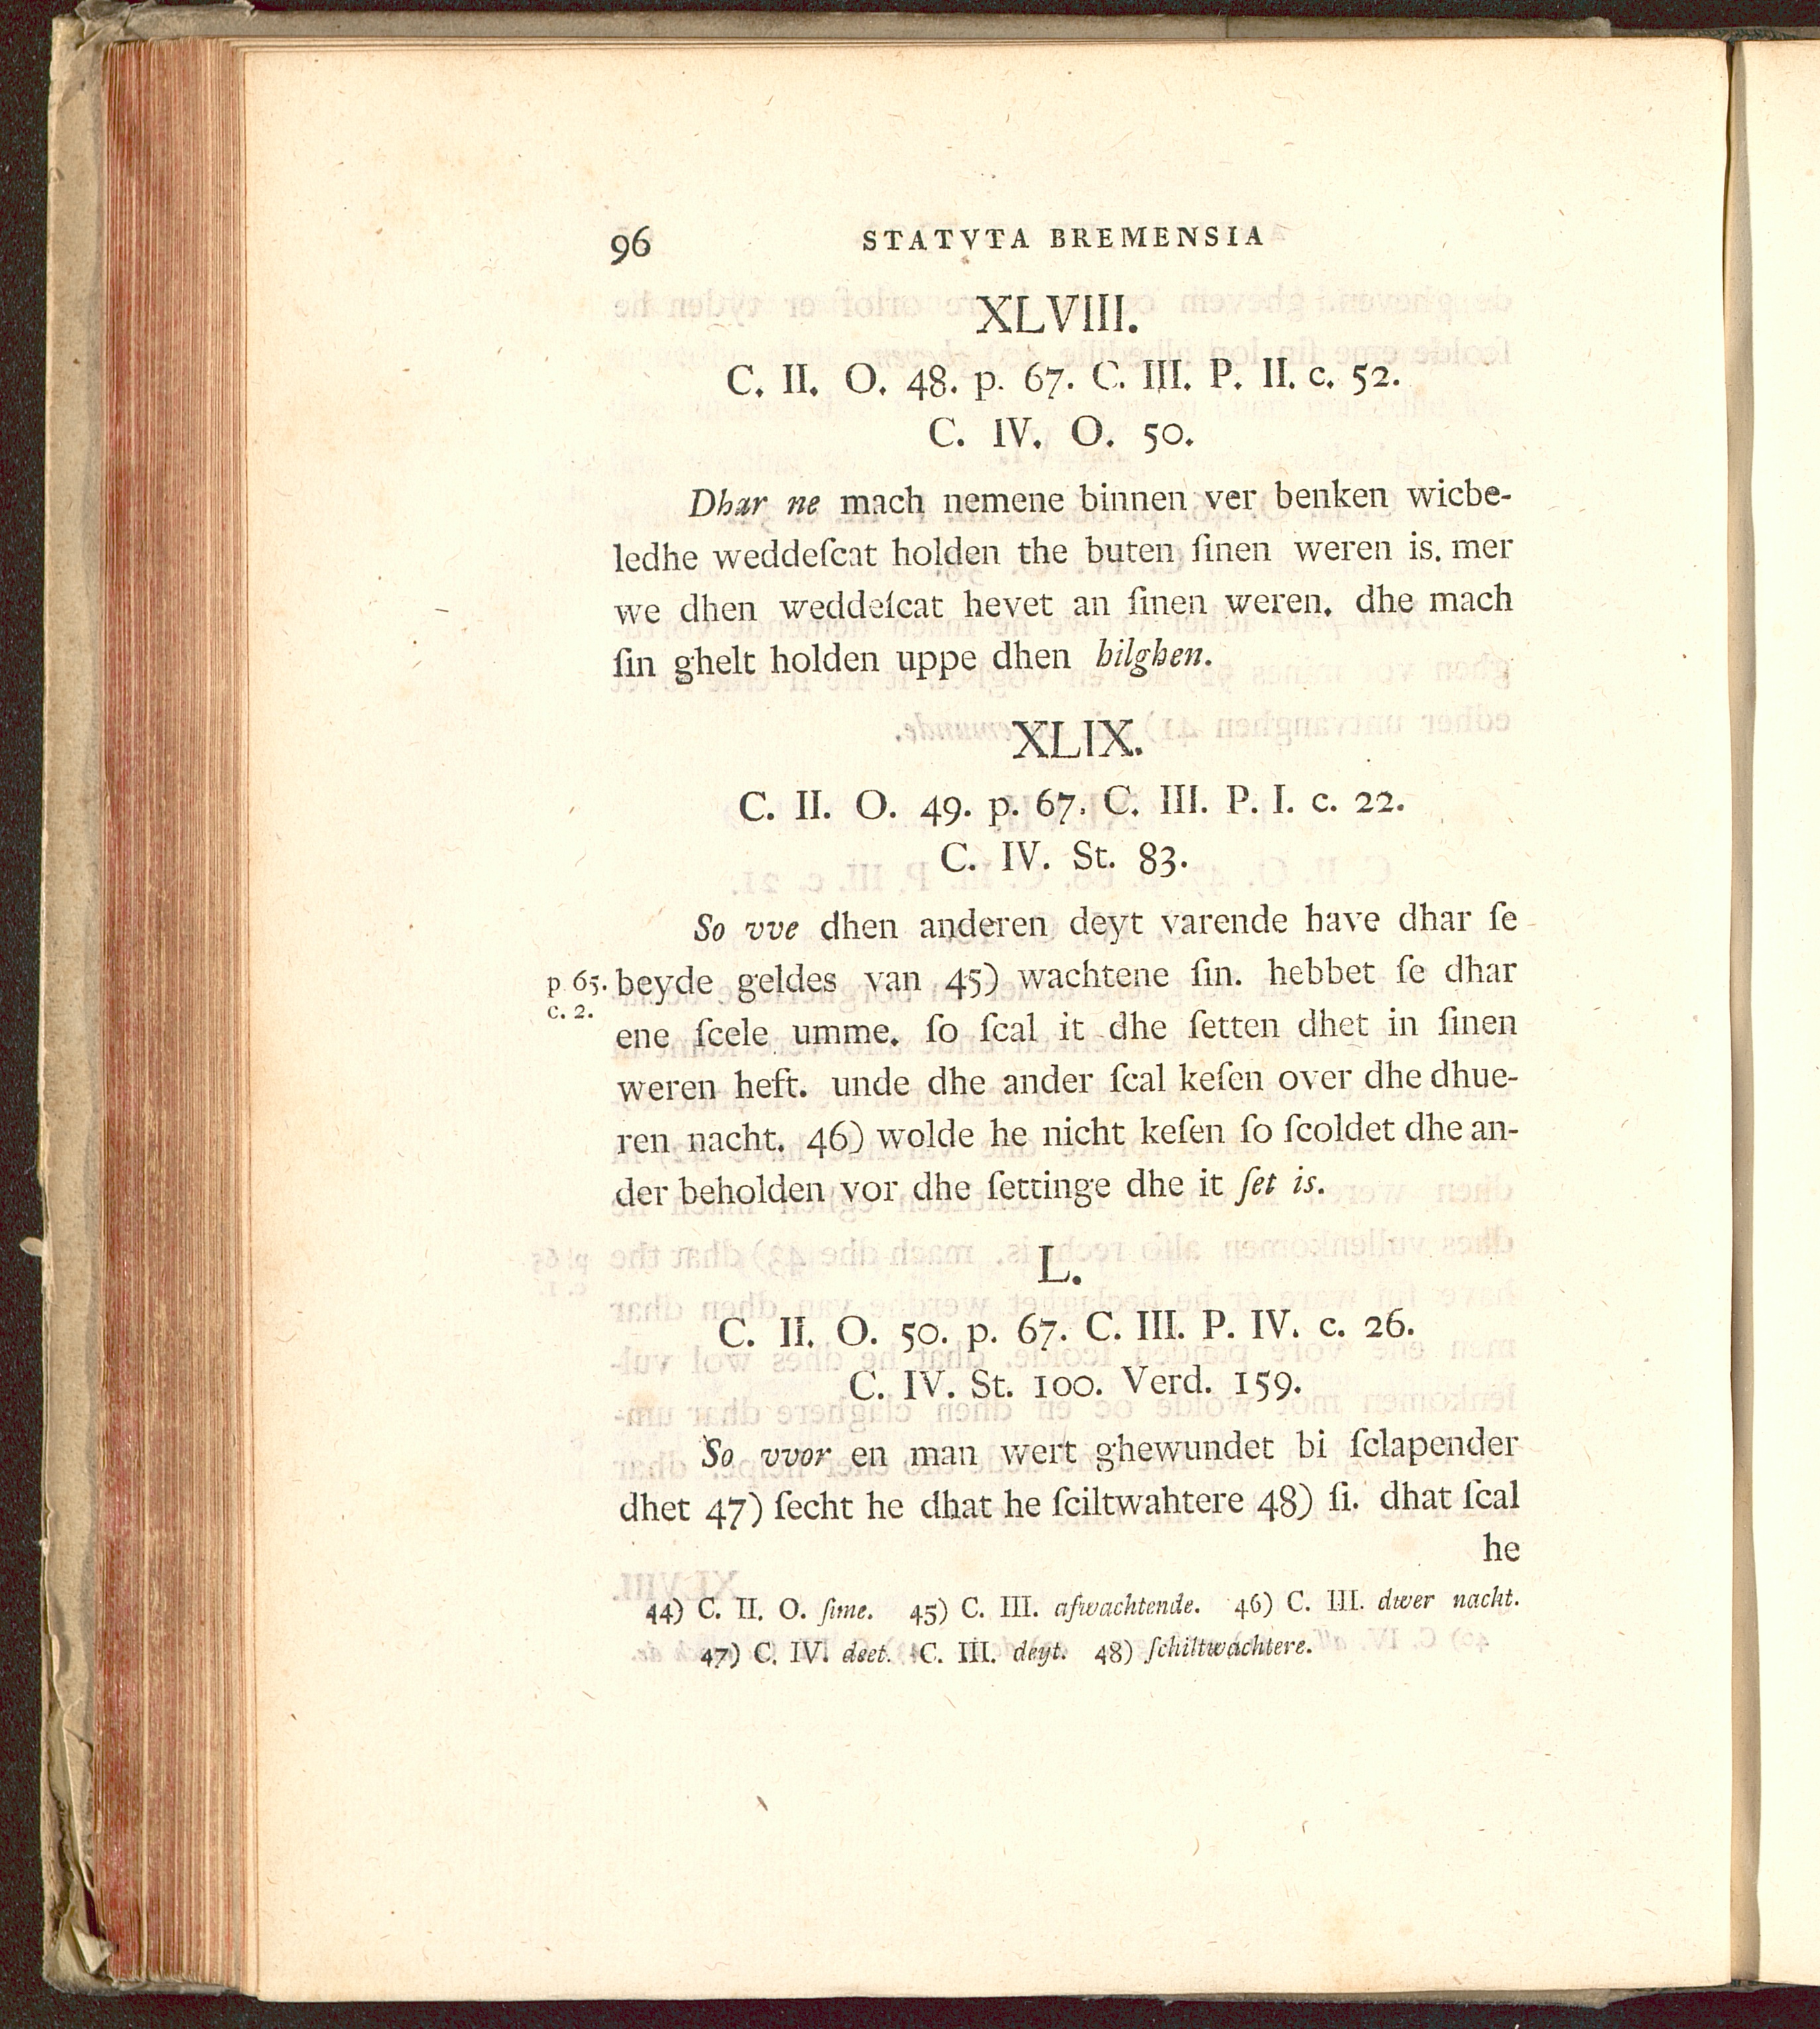 96 STATVTA BREMENSIA
XLVIII.
C. II. O. 48. p. 67. C. III. P. II. c. 52.
C. IV. O. 50.
Dhar ne mach nemene binnen ver benken wicbe-
ledhe weddeſcat holden the buten ſinen weren is. mer
we dhen weddeſcat hevet an ſinen weren. dhe mach
ſin ghelt holden uppe dhen hilghen.
XLIX.
C. II. O. 49. p. 67. C. III. P. I. c. 22.
C. IV. St. 83.
So vve dhen anderen deyt varende have dhar ſe
p. 65. beyde geldes van 45) wachtene ſin. hebbet ſe dhar
c. 2.
ene ſcele umme. ſo ſcal it dhe ſetten dhet in ſinen
weren heft. unde dhe ander ſcal keſen over dhe dhue-
ren nacht. 46) wolde he nicht keſen ſo ſcoldet dhe an-
der beholden vor dhe ſettinge dhe it ſet is.
L.
C. II. O. 50. p. 67. C. III. P. IV. c. 26.
C. IV. St. 100. Verd. 159.
So vvor en man wert ghewundet bi ſclapender
dhet 47) ſecht he dhat he ſciltwahtere 48) ſi. dhat ſcal
he
44) C. II. O. ſime. 45) C. III. afwachtende. 46) C. III. dwer nacht.
47) C. IV. deet. C. III. deyt. 48) ſchiltwachtere.